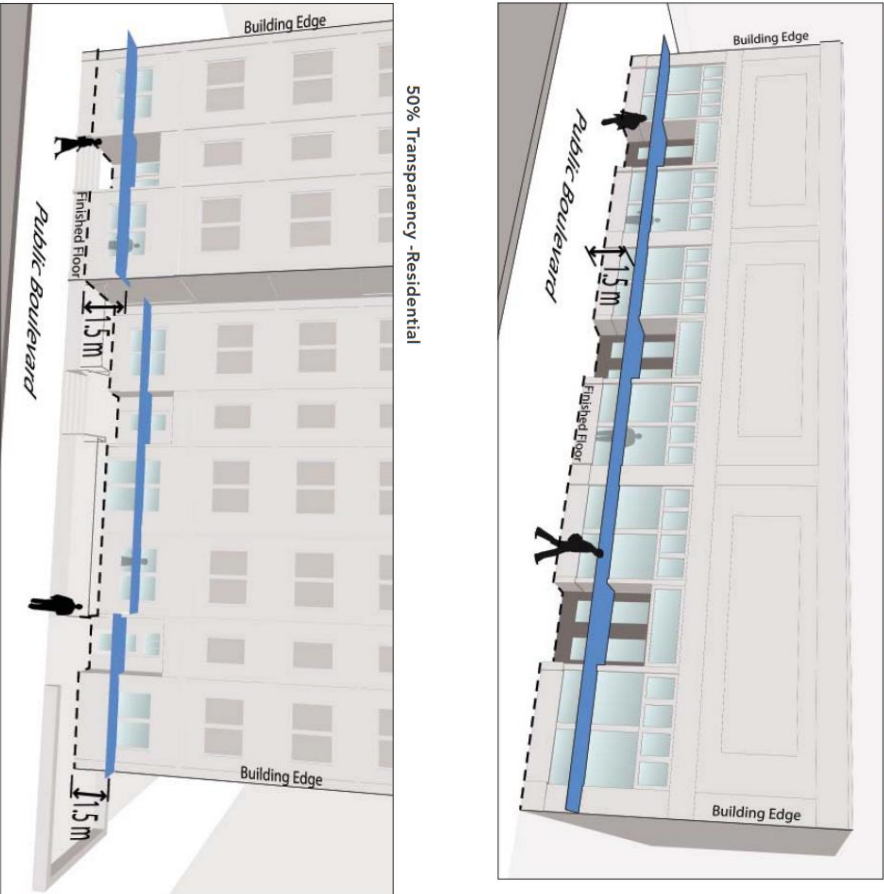 Building Edge
Public Boulevard
1.5 m
Finished Floor
Building Edge
50% Transparency -Residential
Building Edge
Finished Floor
Public Boulevard
1.5 m
Building Edge
1.5 m